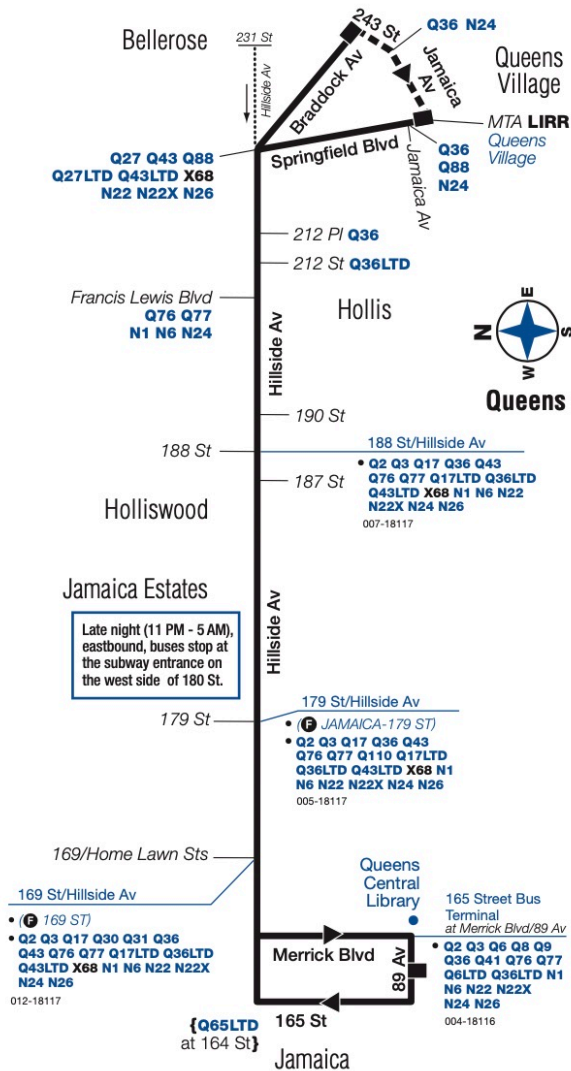 Bellerose
231 St
Hillside Av
243 St
Q36 N24
Braddock Av
Jamaica Av
Queens
Village
MTA LIRR
Queens
Village
Q27 Q43 Q88
Q27LTD Q43LTD X68
N22 N22X N26
Springfield Blvd
Jamaica Av
Q36
Q88
N24
212 Pl Q36
212 St Q36LTD
Francis Lewis Blvd
Q76 Q77
N1 N6 N24
Hollis
Hillside Av
N
E
S
W
Queens
190 St
188 St
188 St/Hillside Av
• Q2 Q3 Q17 Q36 Q43
Q76 Q77 Q17LTD Q36LTD
Q43LTD X68 N1 N6 N22
N22X N24 N26
007-18117
187 St
Holliswood
Jamaica Estates
Hillside Av
Late night (11 PM - 5 AM),
eastbound, buses stop at
the subway entrance on
the west side of 180 St.
179 St
179 St/Hillside Av
• (F JAMAICA-179 ST)
• Q2 Q3 Q17 Q36 Q43
Q76 Q77 Q110 Q17LTD
Q36LTD Q43LTD X68 N1
N6 N22 N22X N24 N26
005-18117
169/Home Lawn Sts
169 St/Hillside Av
• (F 169 ST)
• Q2 Q3 Q17 Q30 Q31 Q36
Q43 Q76 Q77 Q17LTD Q36LTD
Q43LTD X68 N1 N6 N22 N22X
N24 N26
012-18117
Queens
Central
Library
165 Street Bus
Terminal
at Merrick Blvd/89 Av
• Q2 Q3 Q6 Q8 Q9
Q36 Q41 Q76 Q77
Q6LTD Q36LTD N1
N6 N22 N22X
N24 N26
004-18116
Merrick Blvd
89 Av
165 St
{Q65LTD
at 164 St}
Jamaica